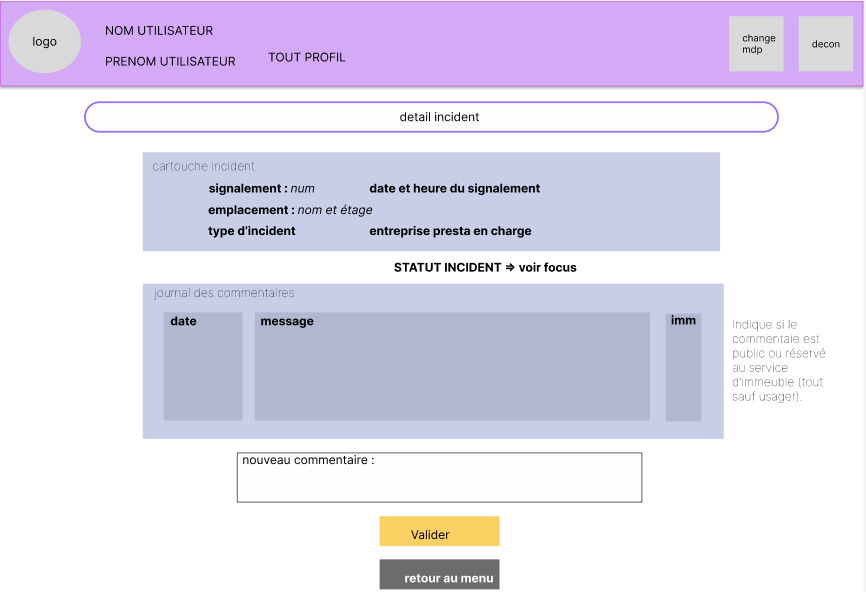 logo
NOM UTILISATEUR
PRENOM UTILISATEUR
TOUT PROFIL
change
mdp
decon
detail incident
cartouche incident
signalement : num
date et heure du signalement
emplacement : nom et étage
type d'incident
entreprise presta en charge
STATUT INCIDENT => voir focus
journal des commentaires
date
message
imm
Indique si le
commentaie est
public ou réservé
au service
d'immeuble (tout
sauf usager).
nouveau commentaire :
Valider
retour au menu